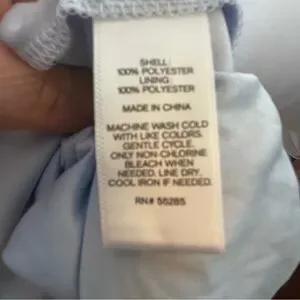 SHELL:
100% POLYESTER
LINING:
100% POLYESTER
MADE IN CHINA
MACHINE WASH COLD
WITH LIKE COLORS.
GENTLE CYCLE.
ONLY NON-CHLORINE
BLEACH WHEN
NEEDED. LINE DRY,
COOL IRON IF NEEDED.
RN# 55285